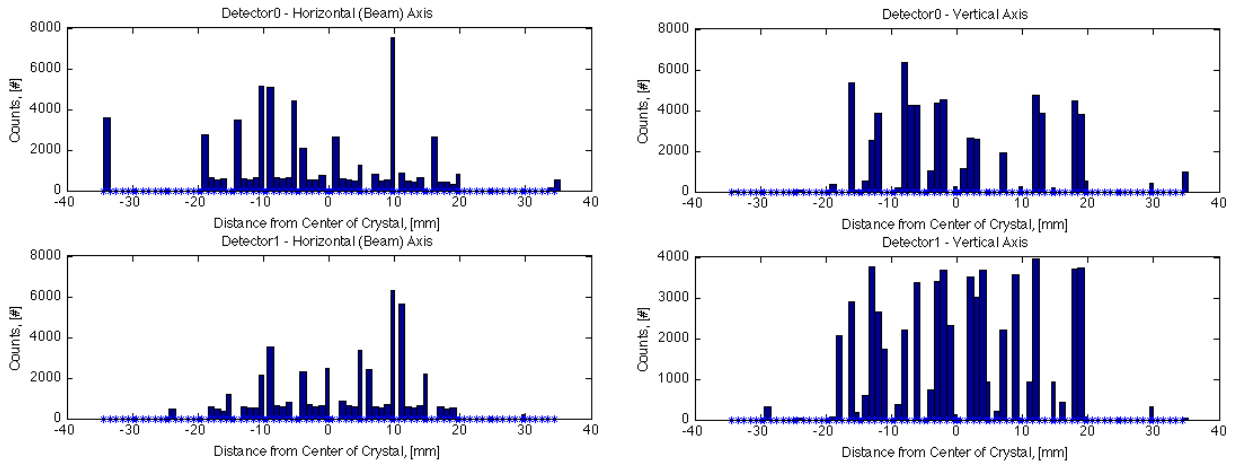 Detector0 - Horizontal (Beam) Axis
8000
6000
4000
2000
0
Counts, [#]
-40 -30 -20 -10 0 10 20 30 40
Distance from Center of Crystal, [mm]
Detector0 - Vertical Axis
8000
6000
4000
2000
0
Counts, [#]
-40 -30 -20 -10 0 10 20 30 40
Distance from Center of Crystal, [mm]
Detector1 - Horizontal (Beam) Axis
8000
6000
4000
2000
0
Counts, [#]
-40 -30 -20 -10 0 10 20 30 40
Distance from Center of Crystal, [mm]
Detector1 - Vertical Axis
4000
3000
2000
1000
0
Counts, [#]
-40 -30 -20 -10 0 10 20 30 40
Distance from Center of Crystal, [mm]